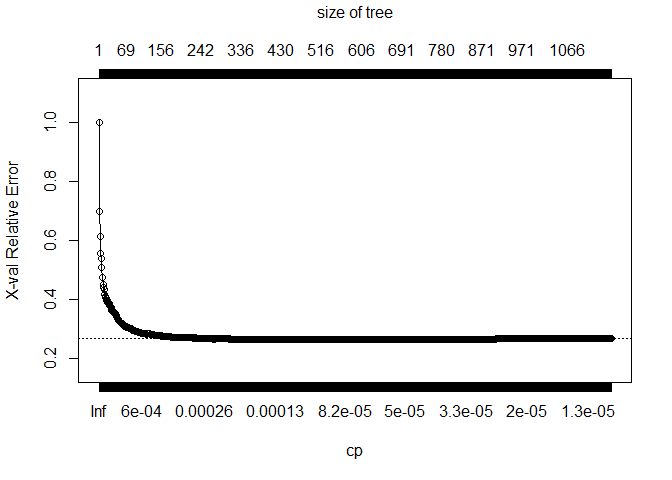 size of tree
1 69 156 242 336 430 516 606 691 780 871 971 1066
X-val Relative Error
1.0
0.8
0.6
0.4
0.2
Inf 6e-04 0.00026 0.00013 8.2e-05 5e-05 3.3e-05 2e-05 1.3e-05
cp